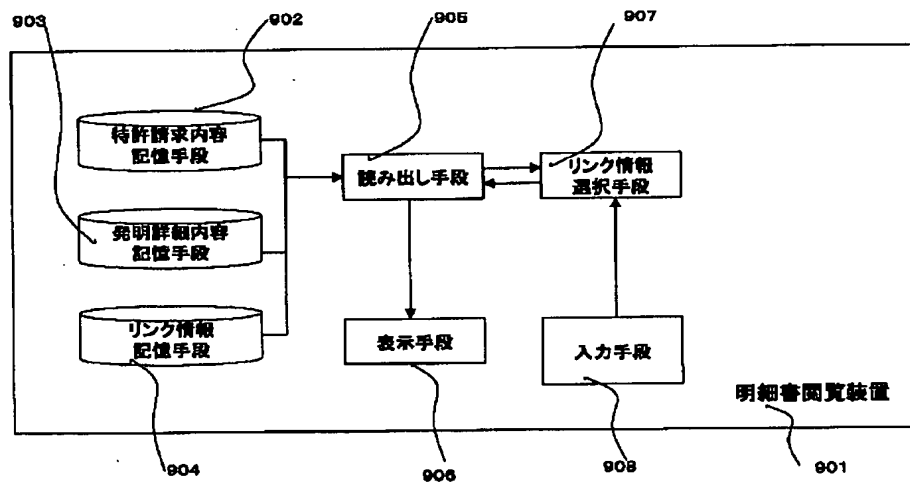 903
902
905
907
特許請求内容
記憶手段
読み出し手段
リンク情報
選択手段
発明詳細内容
記憶手段
リンク情報
記憶手段
表示手段
入力手段
明細書閲覧装置
904
906
908
901